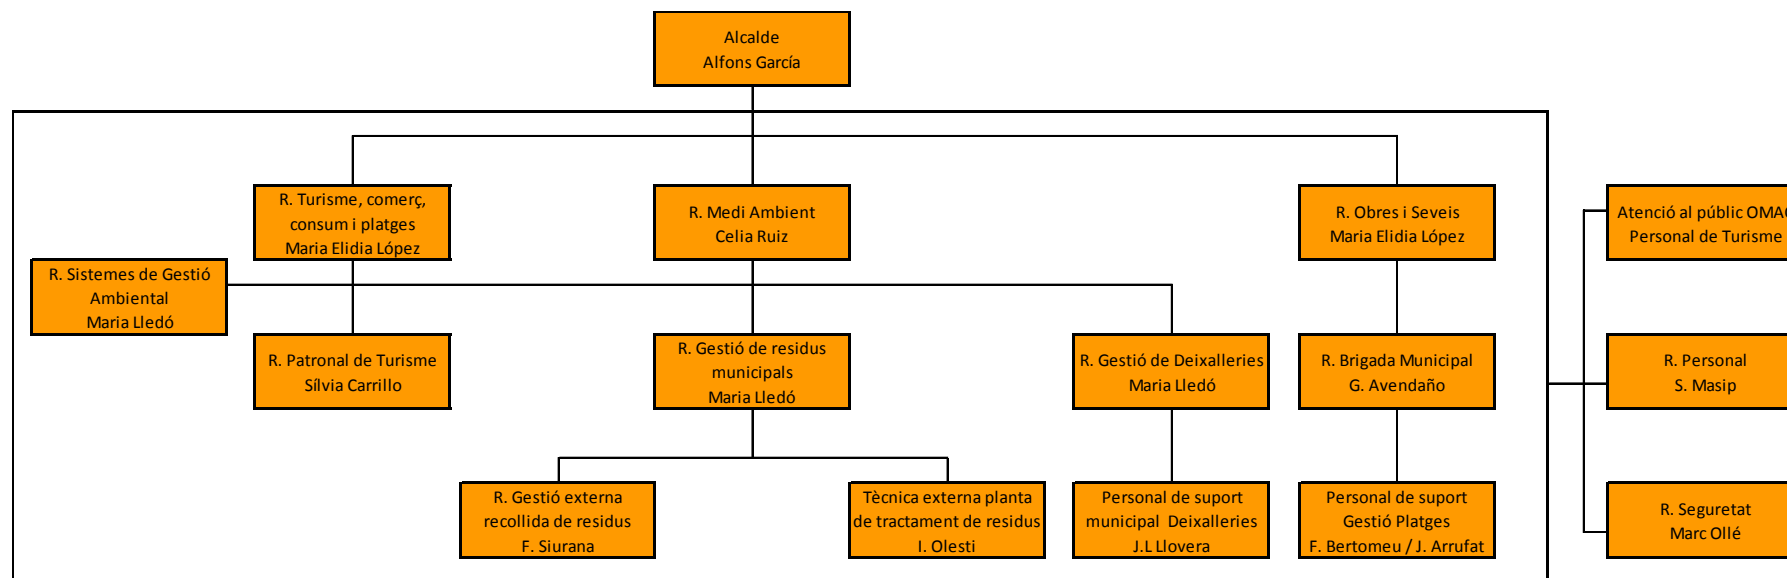 Alcalde
Alfons García
R. Turisme, comerç,
consum i platges
Maria Elidia López
R. Medi Ambient
Celia Ruiz
R. Obres i Seveis
Maria Elidia López
Atenció al públic OMAC
Personal de Turisme
R. Sistemes de Gestió
Ambiental
Maria Lledó
R. Patronal de Turisme
Sílvia Carrillo
R. Gestió de residus
municipals
Maria Lledó
R. Gestió de Deixalleries
Maria Lledó
R. Brigada Municipal
G. Avendaño
R. Personal
S. Masip
R. Gestió externa
recollida de residus
F. Siurana
Tècnica externa planta
de tractament de residus
I. Olesti
Personal de suport
municipal Deixalleries
J.L Llovera
Personal de suport
Gestió Platges
F. Bertomeu / J. Arrufat
R. Seguretat
Marc Ollé